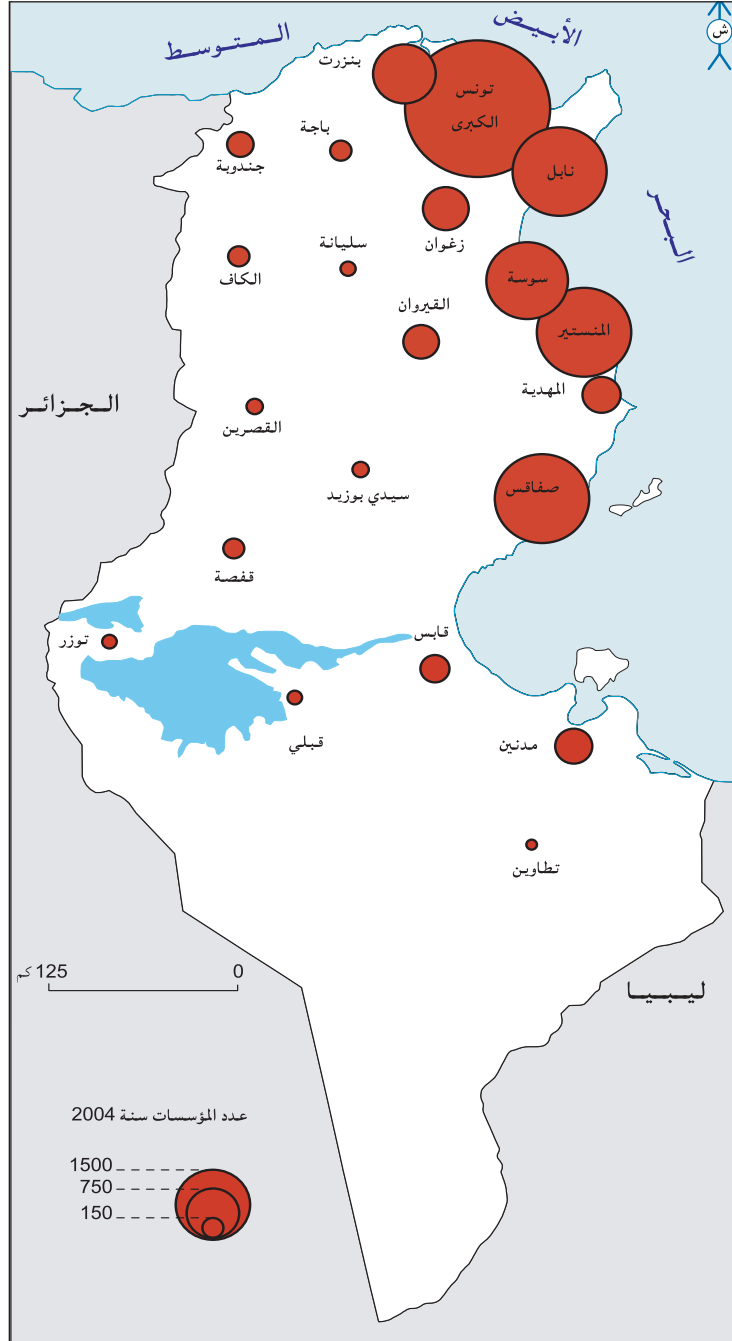 الأبيض
المتوسط
ش
بنزرت
تونس
الكبرى
باجة
جندوبة
نابل
البحر
زغوان
سليانة
الكاف
سوسة
القيروان
المنستير
المهدية
الجزائر
القصرين
سيدي بوزيد
صفاقس
قفصة
قابس
توزر
قبلي
مدنين
تطاوين
125 كم
0
ليبيا
عدد المؤسسات سنة 2004
1500
750
150